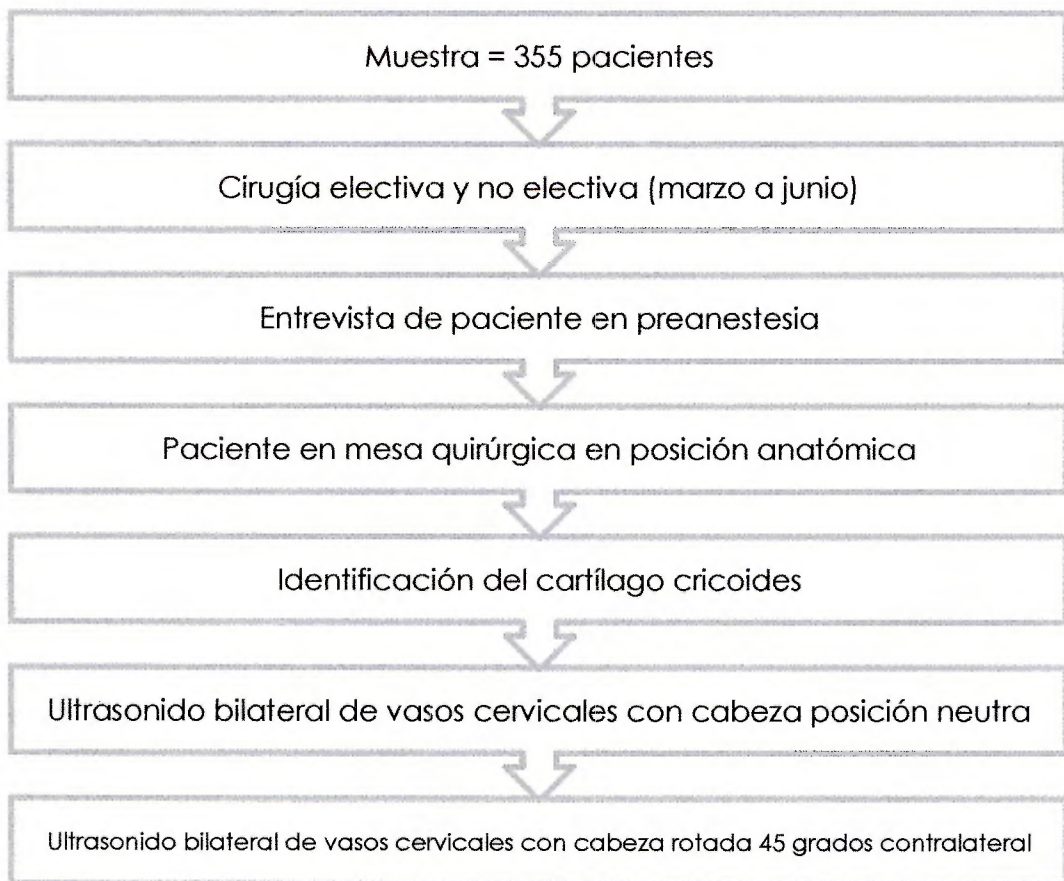 Muestra = 355 pacientes
Cirugía electiva y no electiva (marzo a junio)
Entrevista de paciente en preanestesia
Paciente en mesa quirúrgica en posición anatómica
Identificación del cartílago cricoides
Ultrasonido bilateral de vasos cervicales con cabeza posición neutra
Ultrasonido bilateral de vasos cervicales con cabeza rotada 45 grados contralateral